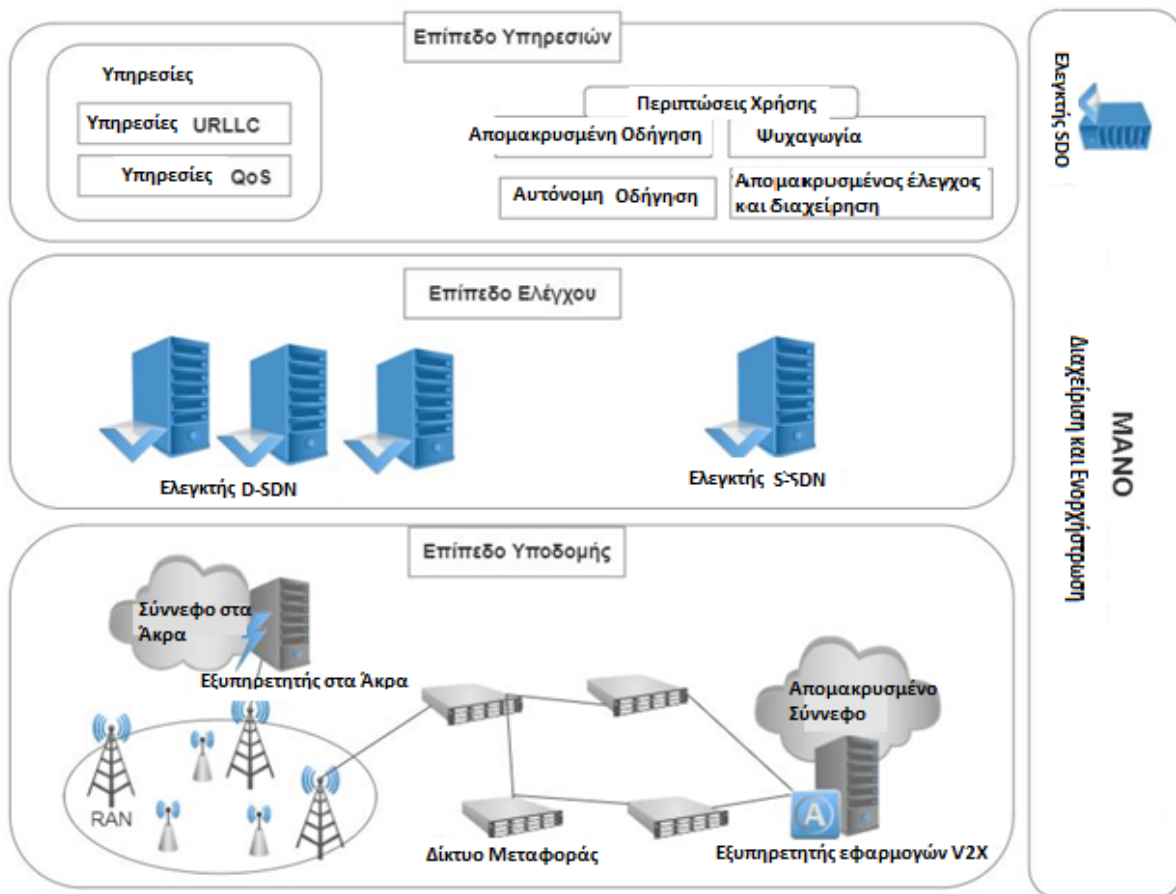 Επίπεδο Υπηρεσιών
Υπηρεσίες
Υπηρεσίες URLLC
Υπηρεσίες QoS
Περιπτώσεις Χρήσης
Απομακρυσμένη Οδήγηση
Ψυχαγωγία
Αυτόνομη Οδήγηση
Απομακρυσμένος έλεγχος
και διαχείρηση
Επίπεδο Ελέγχου
Ελεγκτής D-SDN
Ελεγκτής S-SDN
Επίπεδο Υποδομής
Σύννεφο στα
Άκρα
Εξυπηρετητής στα Άκρα
RAN
Δίκτυο Μεταφοράς
Απομακρυσμένο
Σύννεφο
A
Εξυπηρετητής εφαρμογών V2X
Ελεγκτής SDO
MANO
Διαχείριση και Ενορχήστρωση